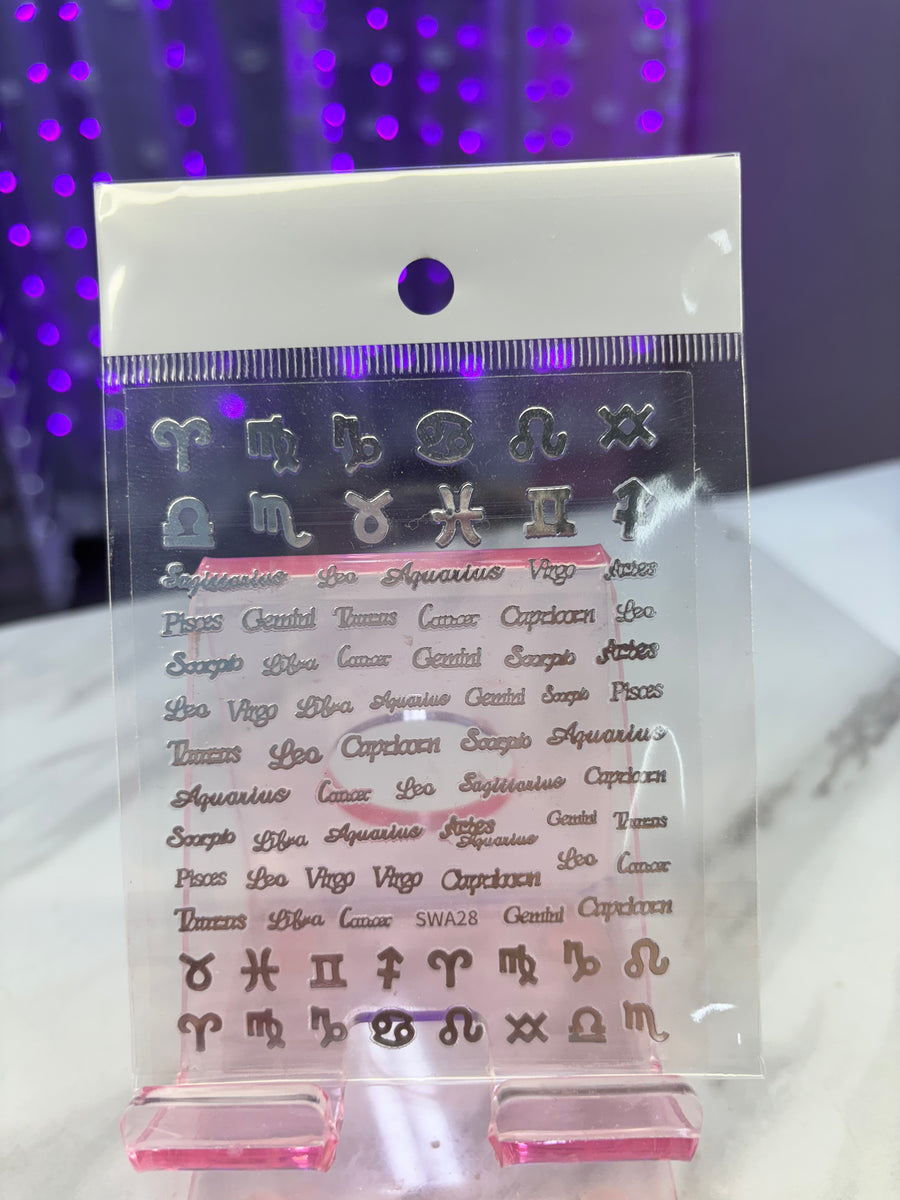 Sagittarius Leo Aquarius Virgo Aries
Pisces Gemini Taurus Cancer Capricorn Leo
Scorpio Libra Cancer Gemini Scorpio Aries
Leo Virgo Libra Aquarius Gemini Scorpio Pisces
Taurus Leo Capricorn Scorpio Aquarius
Aquarius Cancer Leo Sagittarius Capricorn
Scorpio Libra Aquarius Aries Aquarius Gemini Taurus
Pisces Leo Virgo Virgo Capricorn Leo Cancer
Taurus Libra Cancer SWA28 Gemini Capricorn